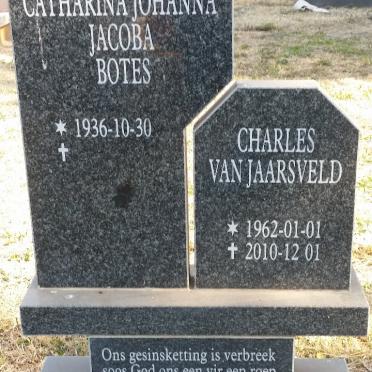 CATHARINA JOHANNA
JACOBA
BOTES
* 1936-10-30
†
CHARLES
VAN JAARSVELD
* 1962-01-01
† 2010-12 01
Ons gesinsketting is verbreek
soos God ons een vir een roep